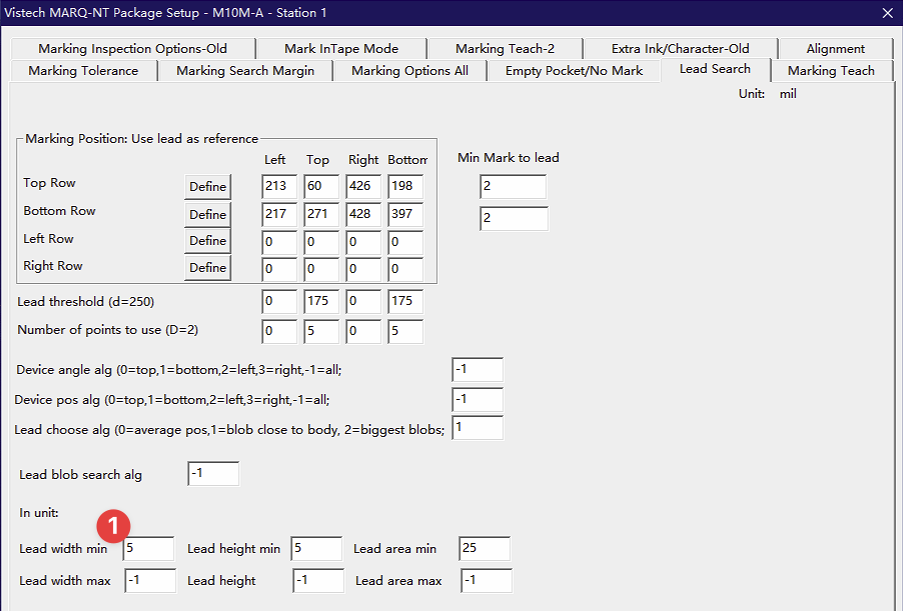 Vistech MARQ-NT Package Setup - M10M-A - Station 1
Marking Inspection Options-Old Mark InTape Mode Marking Teach-2 Extra Ink/Character-Old Alignment
Marking Tolerance Marking Search Margin Marking Options All Empty Pocket/No Mark Lead Search Marking Teach
Unit: mil
Marking Position: Use lead as reference
Left Top Right Bottom Min Mark to lead
Top Row Define 213 60 426 198 2
Bottom Row Define 217 271 428 397 2
Left Row Define 0 0 0 0
Right Row Define 0 0 0 0
Lead threshold (d=250) 0 175 0 175
Number of points to use (D=2) 0 5 0 5
Device angle alg (0=top,1=bottom,2=left,3=right,-1=all; -1
Device pos alg (0=top,1=bottom,2=left,3=right,-1=all; -1
Lead choose alg (0=average pos,1=blob close to body, 2=biggest blobs; 1
Lead blob search alg -1
In unit:
1
Lead width min 5 Lead height min 5 Lead area min 25
Lead width max -1 Lead height -1 Lead area max -1